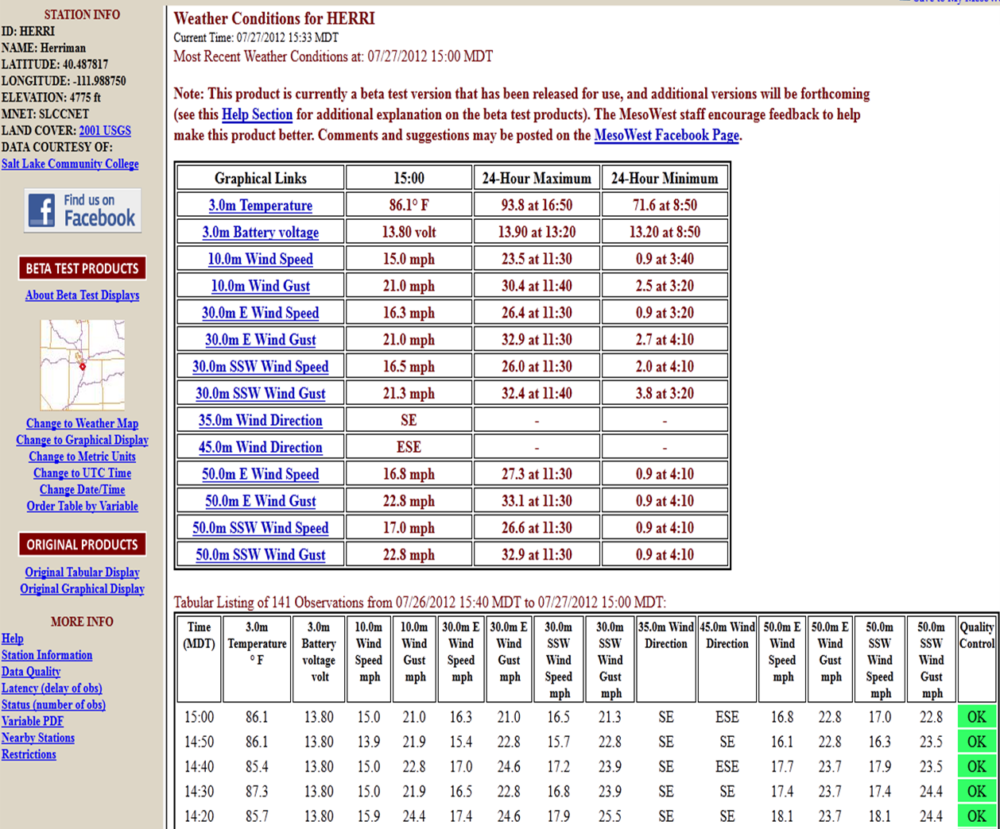 STATION INFO
ID: HERRI
NAME: Herriman
LATITUDE: 40.487817
LONGITUDE: -111.988750
ELEVATION: 4775 ft
MNET: SLCCNET
LAND COVER: 2001 USGS
DATA COURTESY OF:
Salt Lake Community College
Find us on
Facebook
BETA TEST PRODUCTS
About Beta Test Displays
Change to Weather Map
Change to Graphical Display
Change to Metric Units
Change to UTC Time
Change Date/Time
Order Table by Variable
ORIGINAL PRODUCTS
Original Tabular Display
Original Graphical Display
MORE INFO
Help
Station Information
Data Quality
Latency (delay of obs)
Status (number of obs)
Variable PDF
Nearby Stations
Restrictions
Weather Conditions for HERRI
Current Time: 07/27/2012 15:33 MDT
Most Recent Weather Conditions at: 07/27/2012 15:00 MDT
Note: This product is currently a beta test version that has been released for use, and additional versions will be forthcoming
(see this Help Section for additional explanation on the beta test products). The MesoWest staff encourage feedback to help
make this product better. Comments and suggestions may be posted on the MesoWest Facebook Page.
Graphical Links 15:00 24-Hour Maximum 24-Hour Minimum
3.0m Temperature 86.1° F 93.8 at 16:50 71.6 at 8:50
3.0m Battery voltage 13.80 volt 13.90 at 13:20 13.20 at 8:50
10.0m Wind Speed 15.0 mph 23.5 at 11:30 0.9 at 3:40
10.0m Wind Gust 21.0 mph 30.4 at 11:40 2.5 at 3:20
30.0m E Wind Speed 16.3 mph 26.4 at 11:30 0.9 at 3:20
30.0m E Wind Gust 21.0 mph 32.9 at 11:30 2.7 at 4:10
30.0m SSW Wind Speed 16.5 mph 26.0 at 11:30 2.0 at 4:10
30.0m SSW Wind Gust 21.3 mph 32.4 at 11:40 3.8 at 3:20
35.0m Wind Direction SE - -
45.0m Wind Direction ESE - -
50.0m E Wind Speed 16.8 mph 27.3 at 11:30 0.9 at 4:10
50.0m E Wind Gust 22.8 mph 33.1 at 11:30 0.9 at 4:10
50.0m SSW Wind Speed 17.0 mph 26.6 at 11:30 0.9 at 4:10
50.0m SSW Wind Gust 22.8 mph 32.9 at 11:30 0.9 at 4:10
Tabular Listing of 141 Observations from 07/26/2012 15:40 MDT to 07/27/2012 15:00 MDT:
Time 3.0m 3.0m 10.0m 10.0m 30.0m E 30.0m E 30.0m 30.0m 35.0m Wind 45.0m Wind 50.0m E 50.0m E 50.0m 50.0m Quality
(MDT) Temperature Battery Wind Wind Wind Wind SSW SSW Direction Direction Wind Wind SSW SSW Control
° F voltage Speed Gust Speed Gust Wind Wind Speed Gust Wind Wind
volt mph mph mph mph Speed Gust mph mph Speed Gust
mph mph mph mph
15:00 86.1 13.80 15.0 21.0 16.3 21.0 16.5 21.3 SE ESE 16.8 22.8 17.0 22.8 OK
14:50 86.1 13.80 13.9 21.9 15.4 22.8 15.7 22.8 SE SE 16.1 22.8 16.3 23.5 OK
14:40 85.4 13.80 15.0 22.8 17.0 24.6 17.2 23.9 SE ESE 17.7 23.7 17.9 23.5 OK
14:30 87.3 13.80 15.0 21.9 16.5 22.8 16.8 23.9 SE SE 17.4 23.7 17.4 24.4 OK
14:20 85.7 13.80 15.9 24.4 17.4 24.6 17.9 25.5 SE SE 18.1 23.7 18.1 24.4 OK